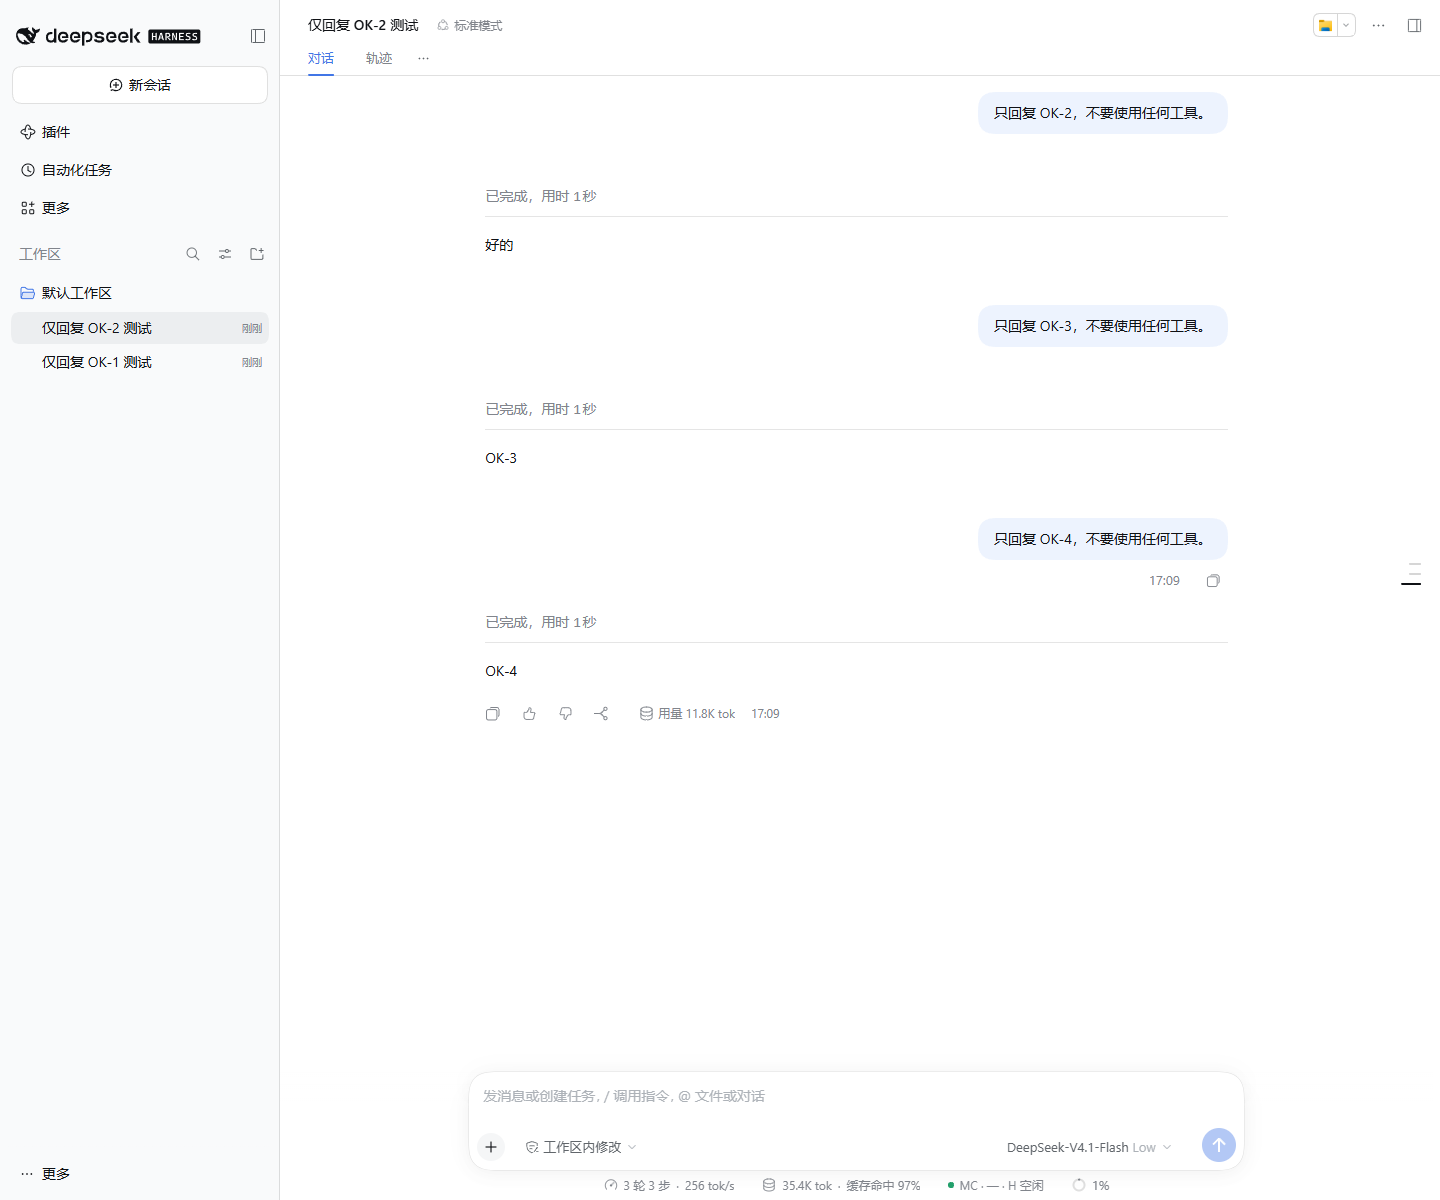 deepseek HARNESS
新会话
插件
自动化任务
更多
工作区
默认工作区
仅回复 OK-2 测试 刚刚
仅回复 OK-1 测试 刚刚
更多
仅回复 OK-2 测试 标准模式
对话 轨迹
只回复 OK-2，不要使用任何工具。
已完成，用时 1秒
好的
只回复 OK-3，不要使用任何工具。
已完成，用时 1秒
OK-3
只回复 OK-4，不要使用任何工具。
17:09
已完成，用时 1秒
OK-4
用量 11.8K tok 17:09
发消息或创建任务, / 调用指令, @ 文件或对话
工作区内修改 DeepSeek-V4.1-Flash Low
3 轮 3 步 · 256 tok/s 35.4K tok · 缓存命中 97% MC · — · H 空闲 1%